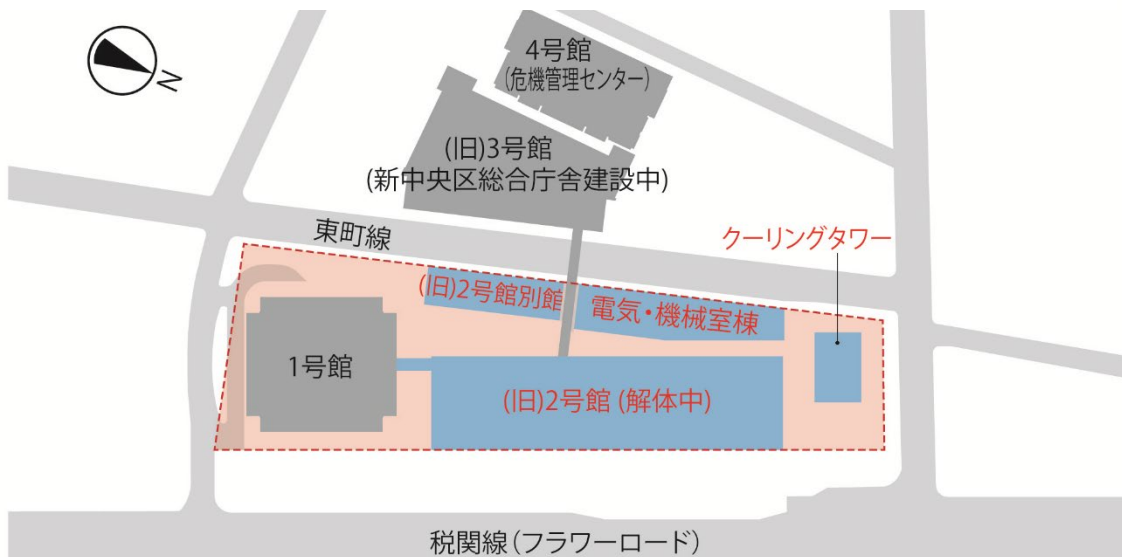 N
4号館
(危機管理センター)
(旧)3号館
(新中央区総合庁舎建設中)
東町線
クーリングタワー
(旧)2号館別館
電気・機械室棟
1号館
(旧)2号館 (解体中)
税関線(フラワーロード)